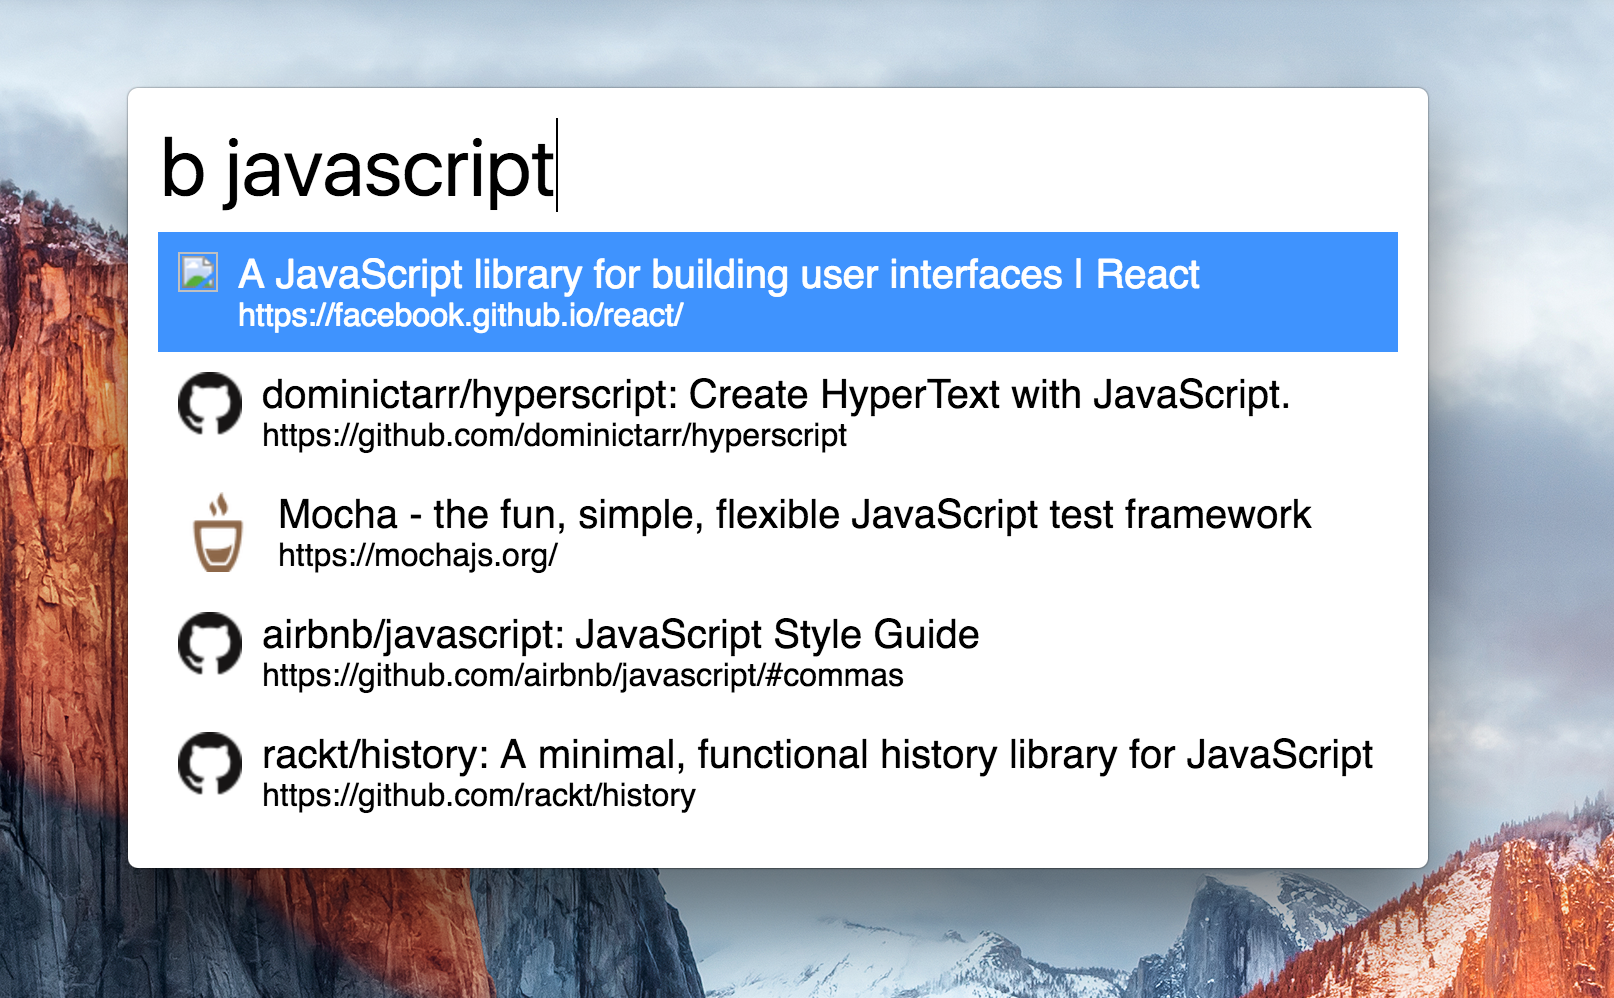 b javascript
A JavaScript library for building user interfaces | React
https://facebook.github.io/react/
dominictarr/hyperscript: Create HyperText with JavaScript.
https://github.com/dominictarr/hyperscript
Mocha - the fun, simple, flexible JavaScript test framework
https://mochajs.org/
airbnb/javascript: JavaScript Style Guide
https://github.com/airbnb/javascript/#commas
rackt/history: A minimal, functional history library for JavaScript
https://github.com/rackt/history